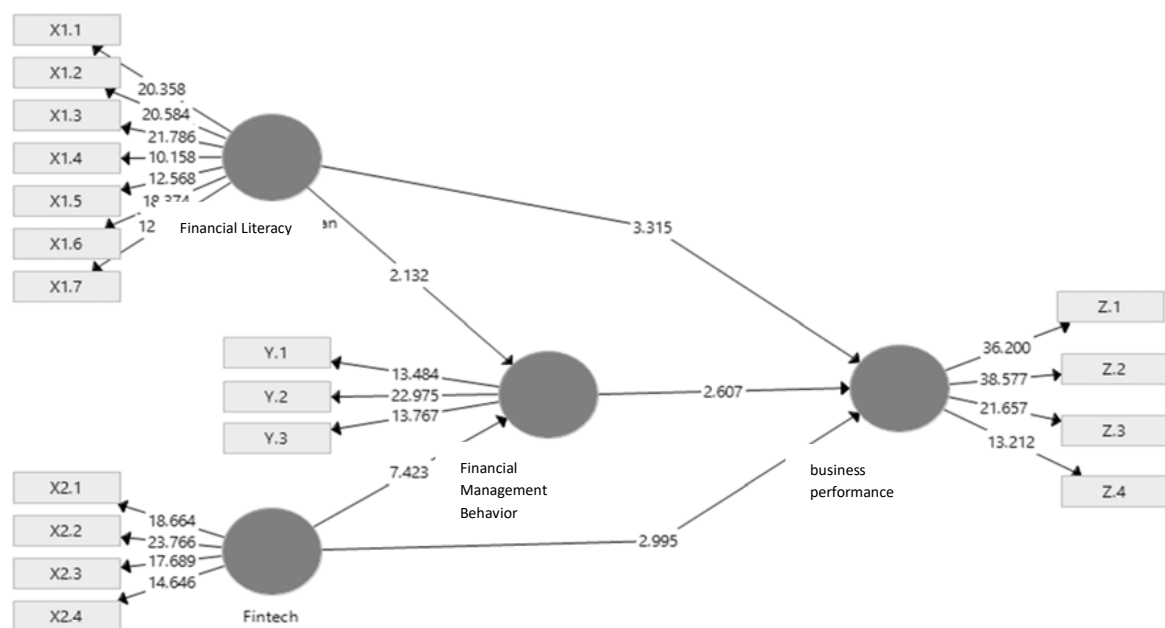 X1.1
X1.2
X1.3
X1.4
X1.5
X1.6
X1.7
20.358
20.584
21.786
10.158
12.568
18.374
12
Financial Literacy
an
3.315
2.132
Y.1
Y.2
Y.3
13.484
22.975
13.767
2.607
Z.1
Z.2
Z.3
Z.4
36.200
38.577
21.657
13.212
7.423
Financial
Management
Behavior
business
performance
X2.1
X2.2
X2.3
X2.4
18.664
23.766
17.689
14.646
2.995
Fintech